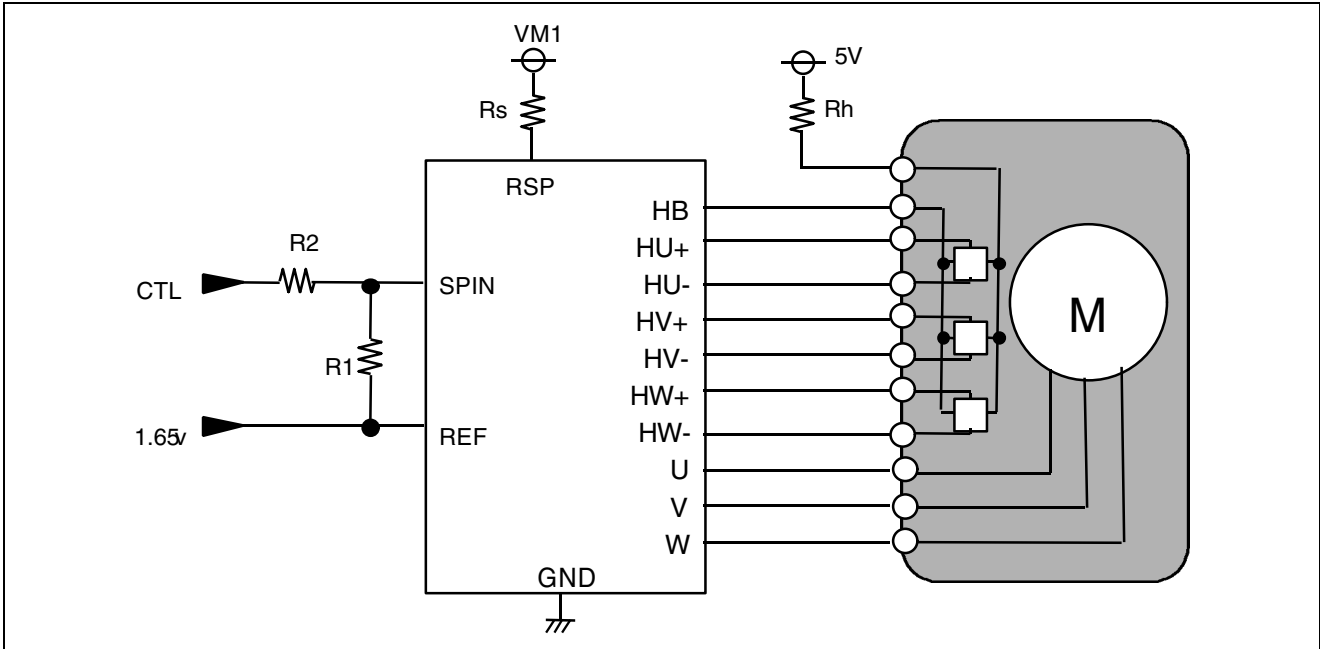 VM1
5V
Rs
Rh
RSP
HB
R2
HU+
CTL
SPIN
HU-
HV+
R1
HV-
M
HW+
1.65v
REF
HW-
U
V
W
GND